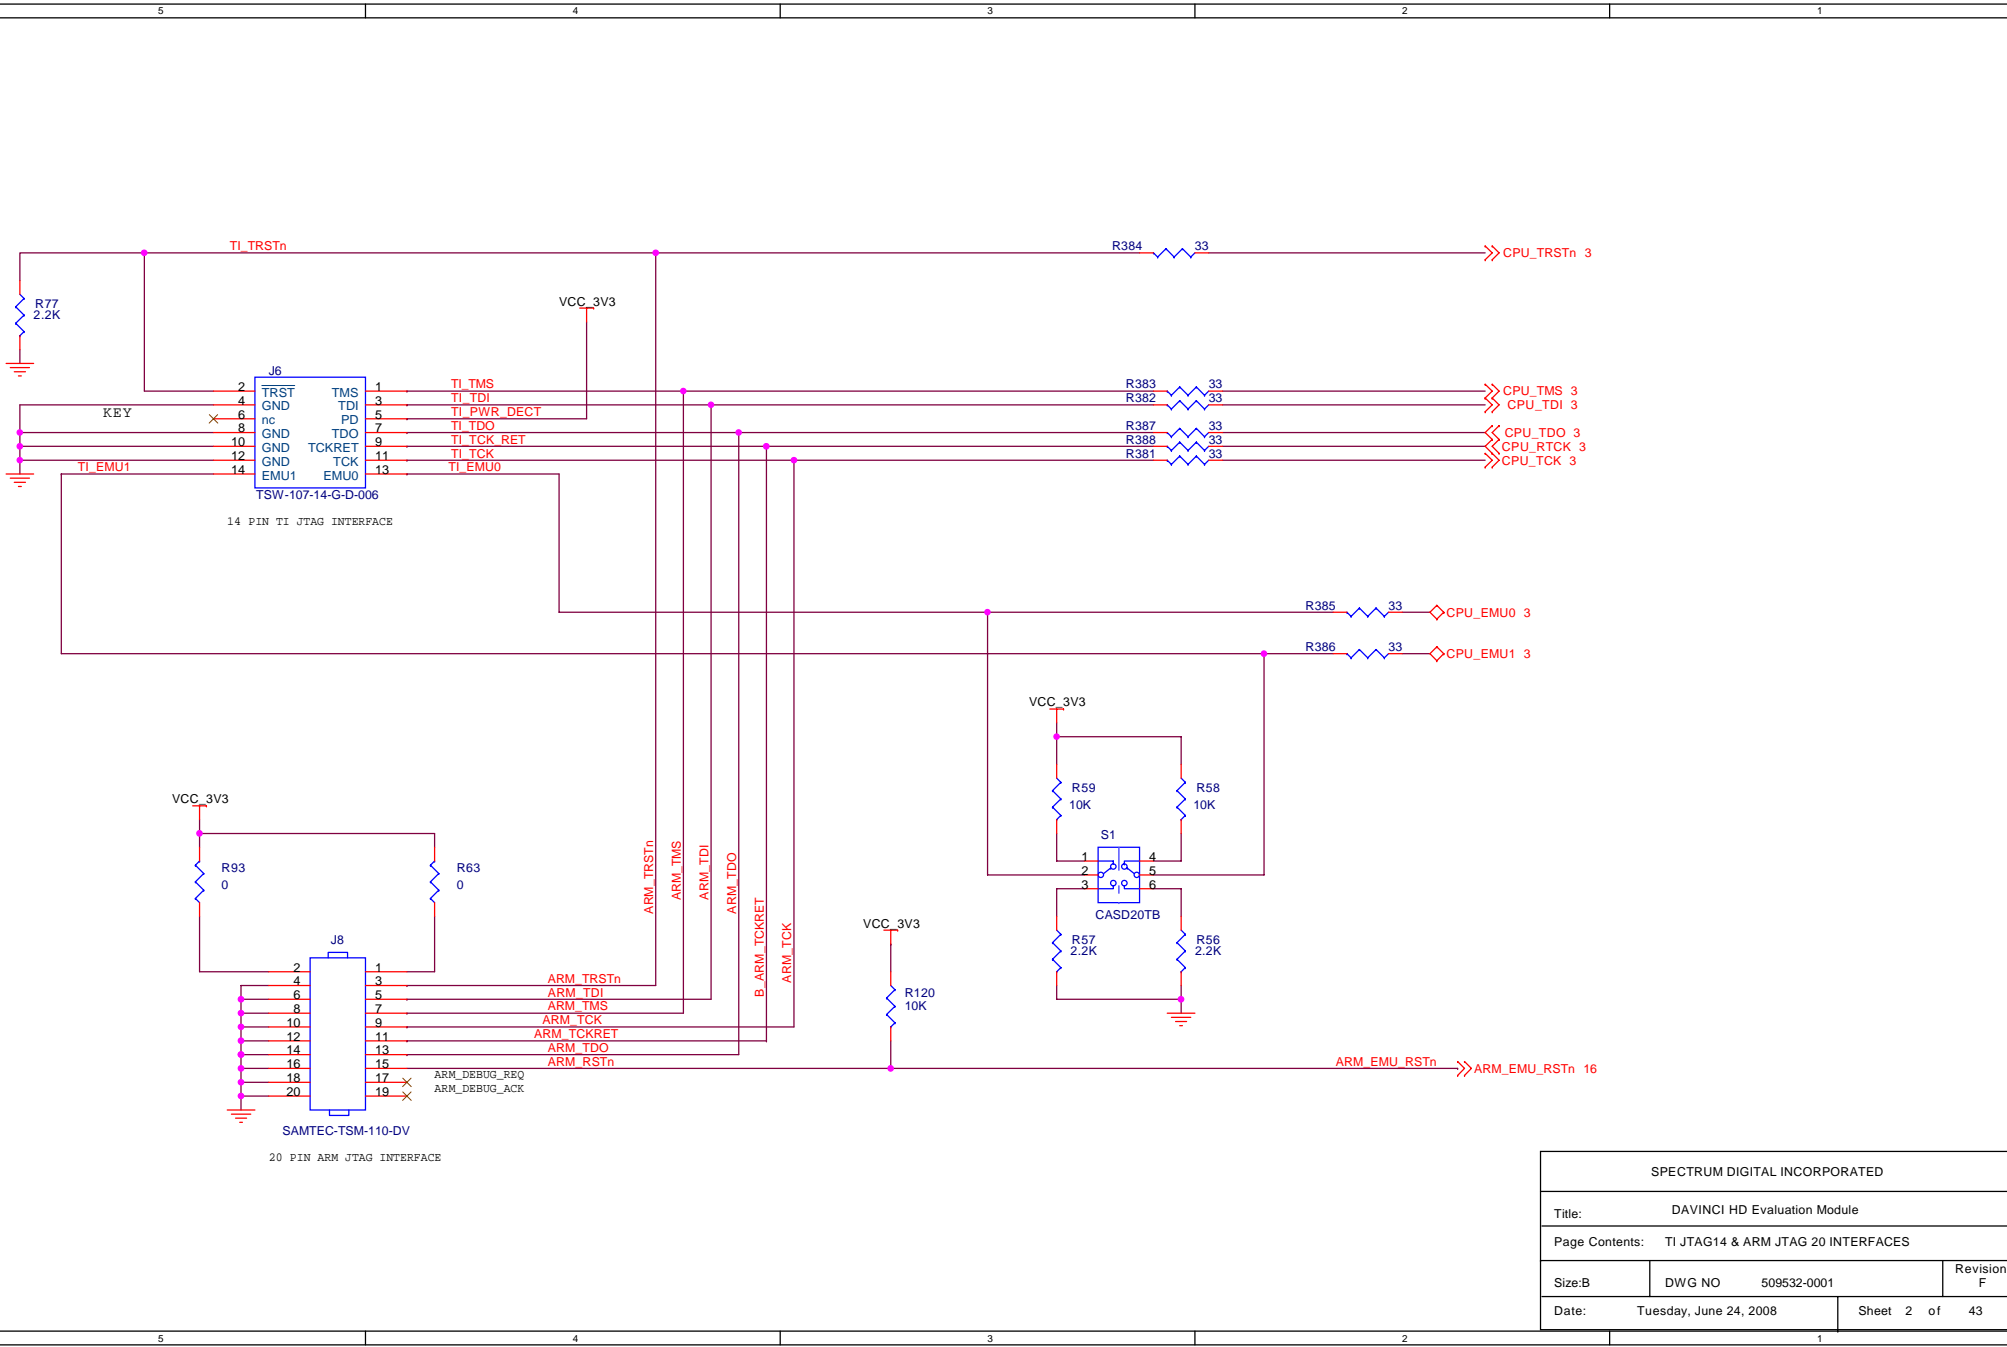 5 4 3 2 1
TI_TRSTn R384 33 CPU_TRSTn 3
R77
2.2K
VCC_3V3
J6
2 TRST TMS 1 TI_TMS R383 33 CPU_TMS 3
4 GND TDI 3 TI_TDI R382 33 CPU_TDI 3
KEY
6 nc PD 5 TI_PWR_DECT
8 GND TDO 7 TI_TDO R387 33 CPU_TDO 3
10 GND TCKRET 9 TI_TCK_RET R388 33 CPU_RTCK 3
12 GND TCK 11 TI_TCK R381 33 CPU_TCK 3
TI_EMU1 14 EMU1 EMU0 13 TI_EMU0
TSW-107-14-G-D-006
14 PIN TI JTAG INTERFACE
R385 33 CPU_EMU0 3
R386 33 CPU_EMU1 3
VCC_3V3
R59
10K
R58
10K
S1
1 4
2 5
3 6
CASD20TB
R57
2.2K
R56
2.2K
VCC_3V3
R93
0
R63
0
ARM_TRSTn
ARM_TMS
ARM_TDI
ARM_TDO
B_ARM_TCKRET
ARM_TCK
VCC_3V3
R120
10K
J8
2 1
4 3 ARM_TRSTn
6 5 ARM_TDI
8 7 ARM_TMS
10 9 ARM_TCK
12 11 ARM_TCKRET
14 13 ARM_TDO
16 15 ARM_RSTn ARM_EMU_RSTn ARM_EMU_RSTn 16
18 17 ARM_DEBUG_REQ
20 19 ARM_DEBUG_ACK
SAMTEC-TSM-110-DV
20 PIN ARM JTAG INTERFACE
SPECTRUM DIGITAL INCORPORATED
Title: DAVINCI HD Evaluation Module
Page Contents: TI JTAG14 & ARM JTAG 20 INTERFACES
Size:B DWG NO 509532-0001 Revision
F
Date: Tuesday, June 24, 2008 Sheet 2 of 43
5 4 3 2 1